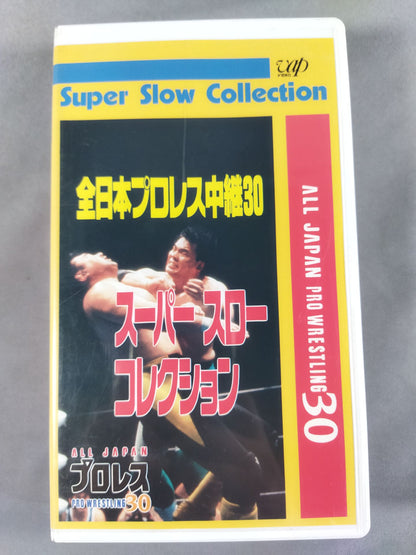 vap
VIDEO
Super Slow Collection
全日本プロレス中継30
スーパー スロー
コレクション
ALL JAPAN
プロレス
PRO WRESTLING 30
ALL JAPAN PRO WRESTLING 30